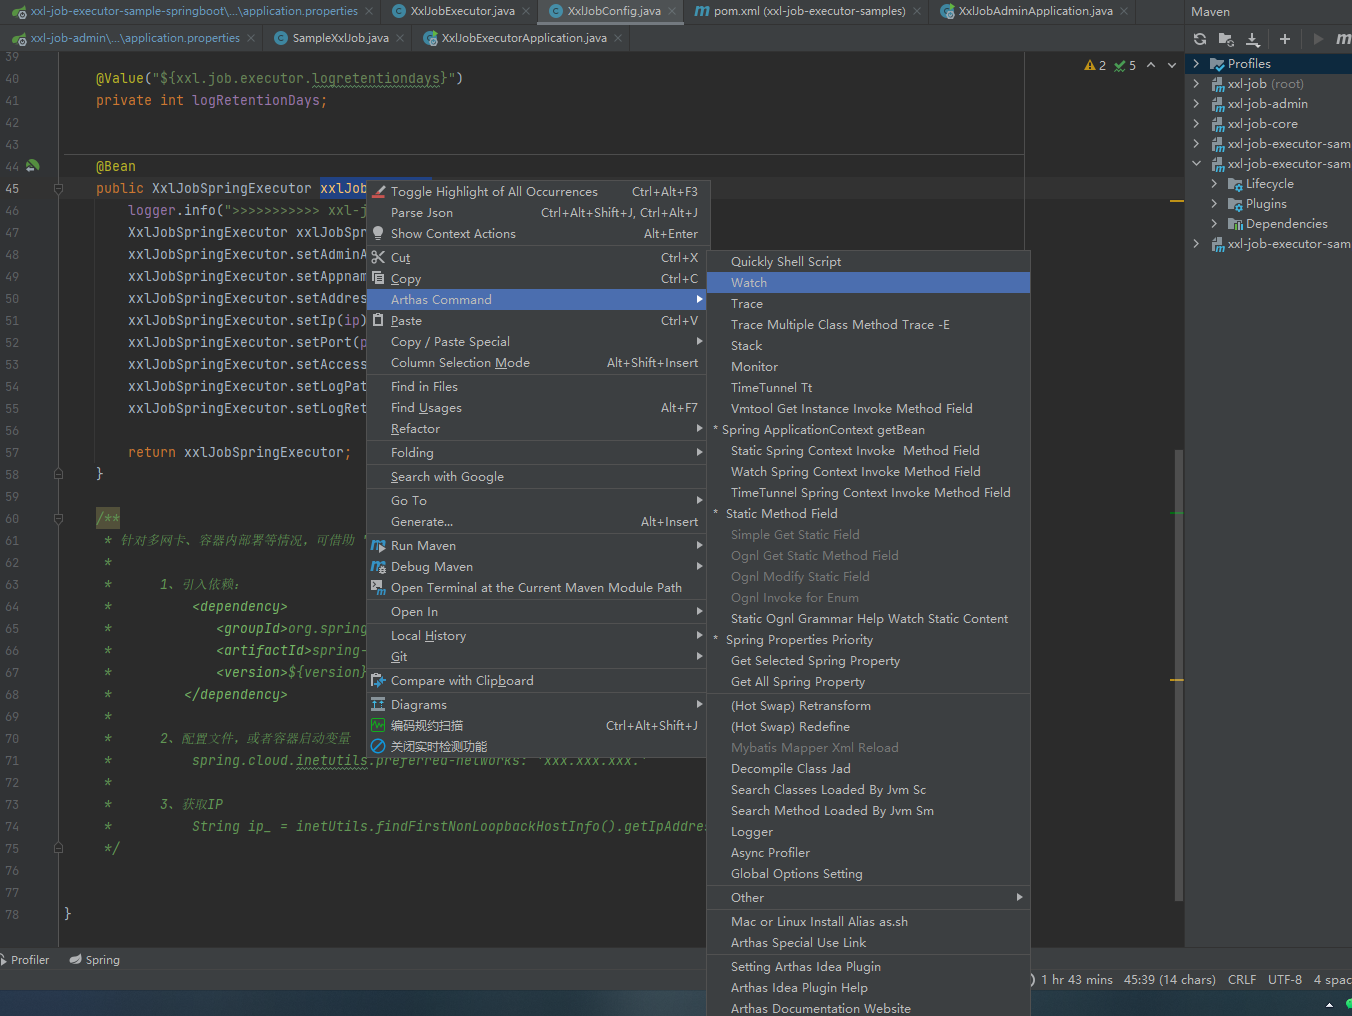 xxl-job-executor-sample-springboot\...\application.properties
XxlJobExecutor.java
XxlJobConfig.java
pom.xml (xxl-job-executor-samples)
XxlJobAdminApplication.java
Maven
xxl-job-admin\...\application.properties
SampleXxlJob.java
XxlJobExecutorApplication.java
39
40 @Value("${xxl.job.executor.logretentiondays}")
41 private int logRetentionDays;
42
43
44 @Bean
45 public XxlJobSpringExecutor xxlJob
46 logger.info(">>>>>>>>>>> xxl-j
47 XxlJobSpringExecutor xxlJobSpr
48 xxlJobSpringExecutor.setAdminA
49 xxlJobSpringExecutor.setAppnam
50 xxlJobSpringExecutor.setAddres
51 xxlJobSpringExecutor.setIp(ip)
52 xxlJobSpringExecutor.setPort(p
53 xxlJobSpringExecutor.setAccess
54 xxlJobSpringExecutor.setLogPat
55 xxlJobSpringExecutor.setLogRet
56
57 return xxlJobSpringExecutor;
58 }
59
60 /**
61 * 针对多网卡、容器内部署等情况，可借助
62 *
63 * 1、引入依赖：
64 * <dependency>
65 * <groupId>org.spring
66 * <artifactId>spring-
67 * <version>${version}
68 * </dependency>
69 *
70 * 2、配置文件，或者容器启动变量
71 * spring.cloud.inetutils.preferred-networks: 'xxx.xxx.xxx.'
72 *
73 * 3、获取IP
74 * String ip_ = inetUtils.findFirstNonLoopbackHostInfo().getIpAddres
75 */
76
77
78 }
2 5
Toggle Highlight of All Occurrences Ctrl+Alt+F3
Parse Json Ctrl+Alt+Shift+J, Ctrl+Alt+J
Show Context Actions Alt+Enter
Cut Ctrl+X
Copy Ctrl+C
Arthas Command
Paste Ctrl+V
Copy / Paste Special
Column Selection Mode Alt+Shift+Insert
Find in Files
Find Usages Alt+F7
Refactor
Folding
Search with Google
Go To
Generate... Alt+Insert
Run Maven
Debug Maven
Open Terminal at the Current Maven Module Path
Open In
Local History
Git
Compare with Clipboard
Diagrams
编码规约扫描 Ctrl+Alt+Shift+J
关闭实时检测功能
Quickly Shell Script
Watch
Trace
Trace Multiple Class Method Trace -E
Stack
Monitor
TimeTunnel Tt
Vmtool Get Instance Invoke Method Field
* Spring ApplicationContext getBean
Static Spring Context Invoke Method Field
Watch Spring Context Invoke Method Field
TimeTunnel Spring Context Invoke Method Field
* Static Method Field
Simple Get Static Field
Ognl Get Static Method Field
Ognl Modify Static Field
Ognl Invoke for Enum
Static Ognl Grammar Help Watch Static Content
* Spring Properties Priority
Get Selected Spring Property
Get All Spring Property
(Hot Swap) Retransform
(Hot Swap) Redefine
Mybatis Mapper Xml Reload
Decompile Class Jad
Search Classes Loaded By Jvm Sc
Search Method Loaded By Jvm Sm
Logger
Async Profiler
Global Options Setting
Other
Mac or Linux Install Alias as.sh
Arthas Special Use Link
Setting Arthas Idea Plugin
Arthas Idea Plugin Help
Arthas Documentation Website
Profiles
xxl-job (root)
xxl-job-admin
xxl-job-core
xxl-job-executor-sam
xxl-job-executor-sam
Lifecycle
Plugins
Dependencies
xxl-job-executor-sam
Profiler
Spring
1 hr 43 mins 45:39 (14 chars) CRLF UTF-8 4 spac